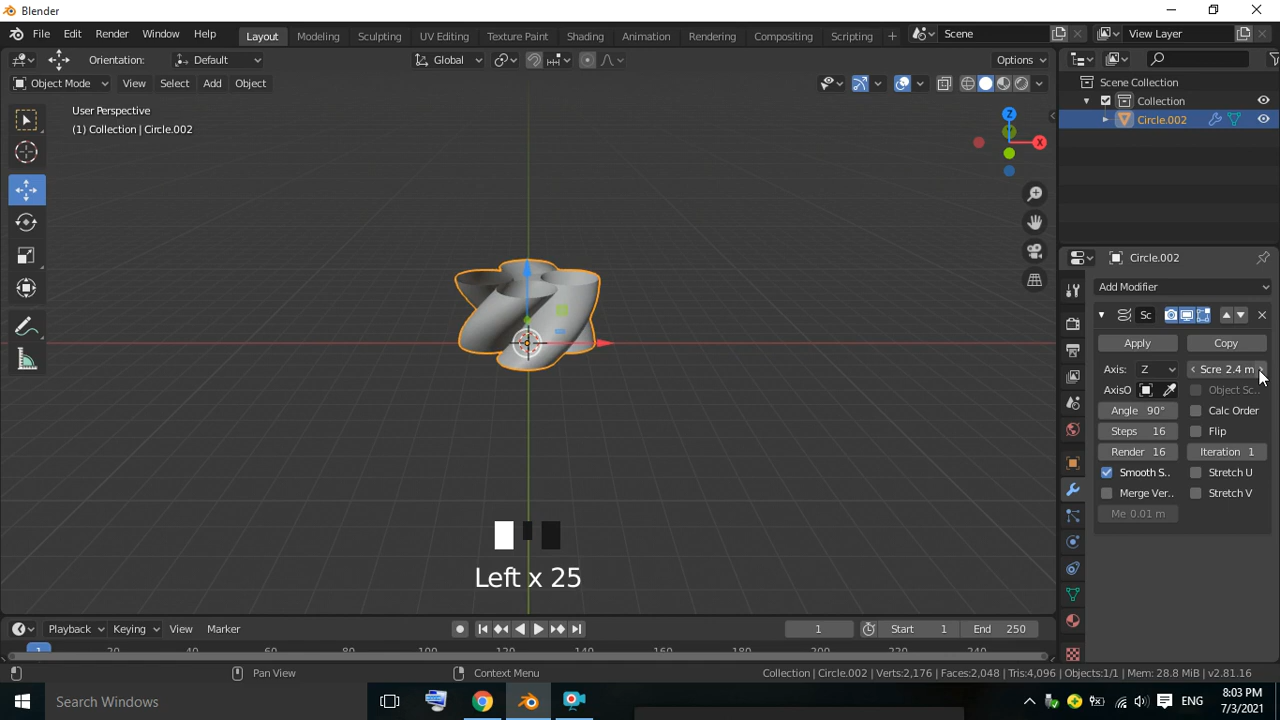 Blender
File Edit Render Window Help Layout Modeling Sculpting UV Editing Texture Paint Shading Animation Rendering Compositing Scripting + Scene View Layer
Orientation: Default Global Options
Object Mode View Select Add Object
User Perspective
(1) Collection | Circle.002
Z
X
Scene Collection
Collection
Circle.002
Circle.002
Add Modifier
Sc
Apply Copy
Axis: Z Scre 2.4 m
AxisO Object Sc..
Angle 90° Calc Order
Steps 16 Flip
Render 16 Iteration 1
Smooth S.. Stretch U
Merge Ver.. Stretch V
Me 0.01 m
Left x 25
Playback Keying View Marker 1 Start 1 End 250
1 20 40 60 80 100 120 140 160 180 200 220 240
Pan View Context Menu Collection | Circle.002 | Verts:2,176 | Faces:2,048 | Tris:4,096 | Objects:1/1 | Mem: 28.8 MiB | v2.81.16
Search Windows ENG 8:03 PM
7/3/2021